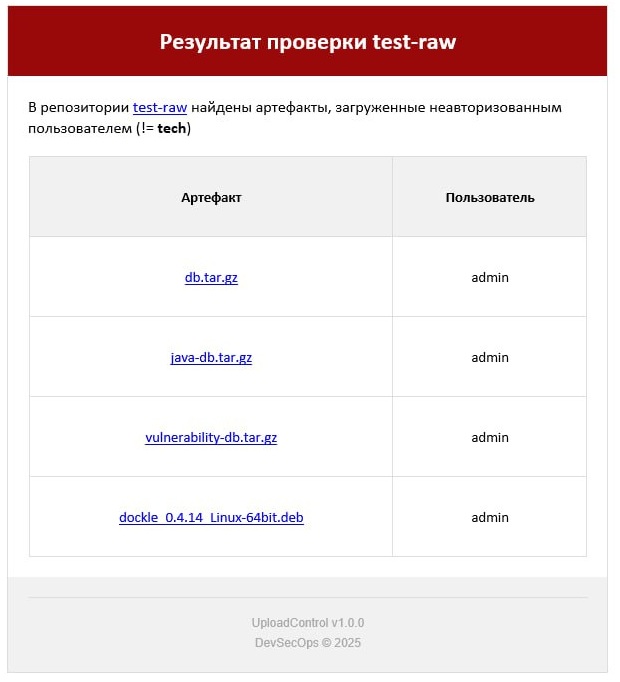 Результат проверки test-raw
В репозитории test-raw найдены артефакты, загруженные неавторизованным
пользователем (!= tech)
Артефакт Пользователь
db.tar.gz admin
java-db.tar.gz admin
vulnerability-db.tar.gz admin
dockle_0.4.14_Linux-64bit.deb admin
UploadControl v1.0.0
DevSecOps © 2025